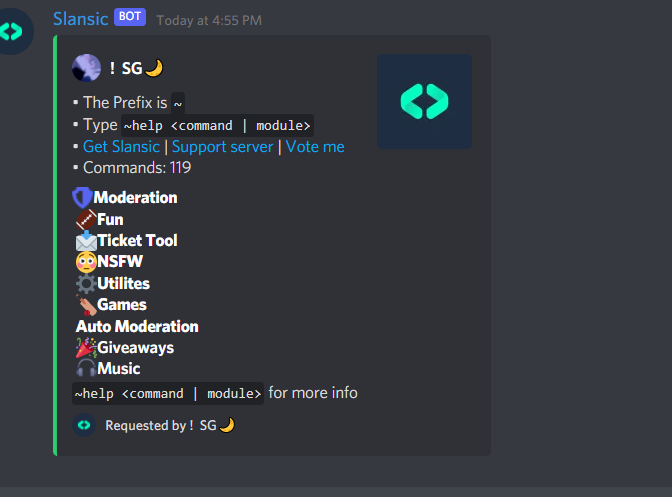 Slansic BOT Today at 4:55 PM
! SG🌙
▪ The Prefix is ~
▪ Type ~help <command | module>
▪ Get Slansic | Support server | Vote me
▪ Commands: 119
Moderation
Fun
Ticket Tool
NSFW
Utilites
Games
Auto Moderation
Giveaways
Music
~help <command | module> for more info
Requested by ! SG🌙